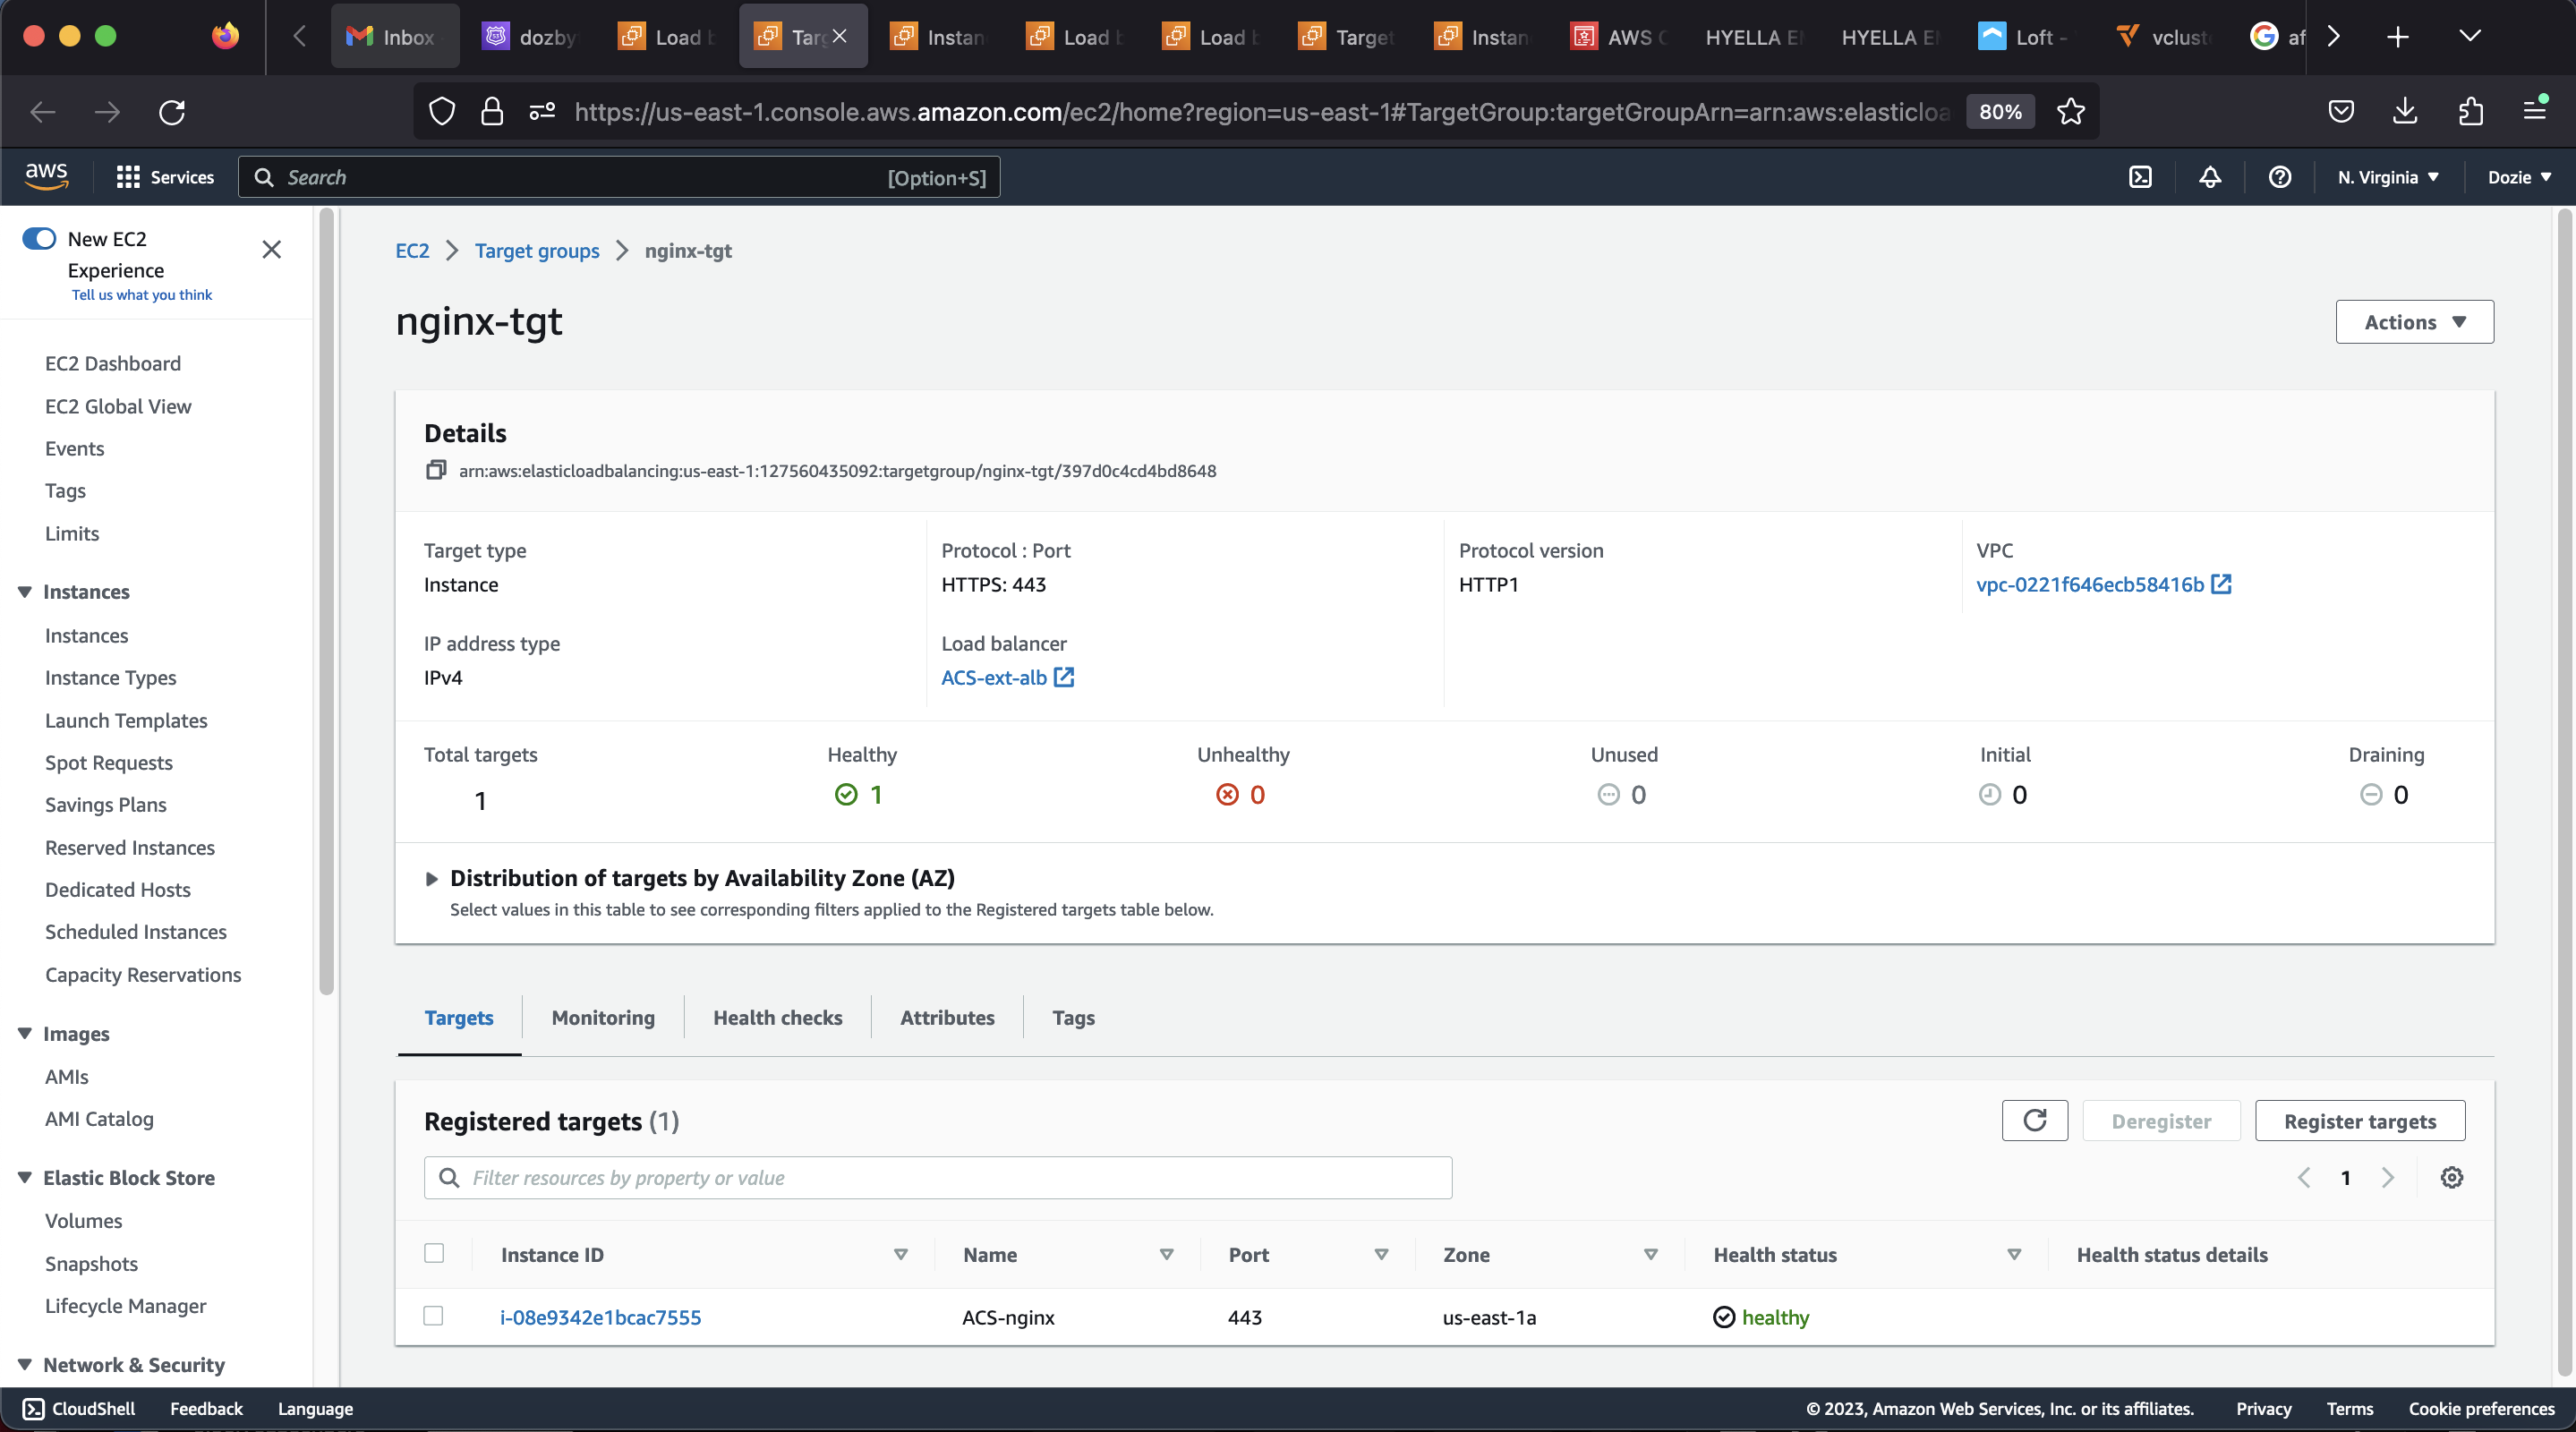 Inbox
dozby
Load b
Targ
Instan
Load b
Load b
Target
Instan
AWS C
HYELLA EN
HYELLA EN
Loft -
vclust
af
https://us-east-1.console.aws.amazon.com/ec2/home?region=us-east-1#TargetGroup:targetGroupArn=arn:aws:elasticloa
80%
aws
Services
Search
[Option+S]
N. Virginia
Dozie
New EC2
Experience
Tell us what you think
EC2 Dashboard
EC2 Global View
Events
Tags
Limits
Instances
Instances
Instance Types
Launch Templates
Spot Requests
Savings Plans
Reserved Instances
Dedicated Hosts
Scheduled Instances
Capacity Reservations
Images
AMIs
AMI Catalog
Elastic Block Store
Volumes
Snapshots
Lifecycle Manager
Network & Security
EC2 > Target groups > nginx-tgt
nginx-tgt
Actions
Details
arn:aws:elasticloadbalancing:us-east-1:127560435092:targetgroup/nginx-tgt/397d0c4cd4bd8648
Target type
Instance
Protocol : Port
HTTPS: 443
Protocol version
HTTP1
VPC
vpc-0221f646ecb58416b
IP address type
IPv4
Load balancer
ACS-ext-alb
Total targets
1
Healthy
1
Unhealthy
0
Unused
0
Initial
0
Draining
0
Distribution of targets by Availability Zone (AZ)
Select values in this table to see corresponding filters applied to the Registered targets table below.
Targets
Monitoring
Health checks
Attributes
Tags
Registered targets (1)
Deregister
Register targets
Filter resources by property or value
1
Instance ID
Name
Port
Zone
Health status
Health status details
i-08e9342e1bcac7555
ACS-nginx
443
us-east-1a
healthy
CloudShell
Feedback
Language
© 2023, Amazon Web Services, Inc. or its affiliates.
Privacy
Terms
Cookie preferences